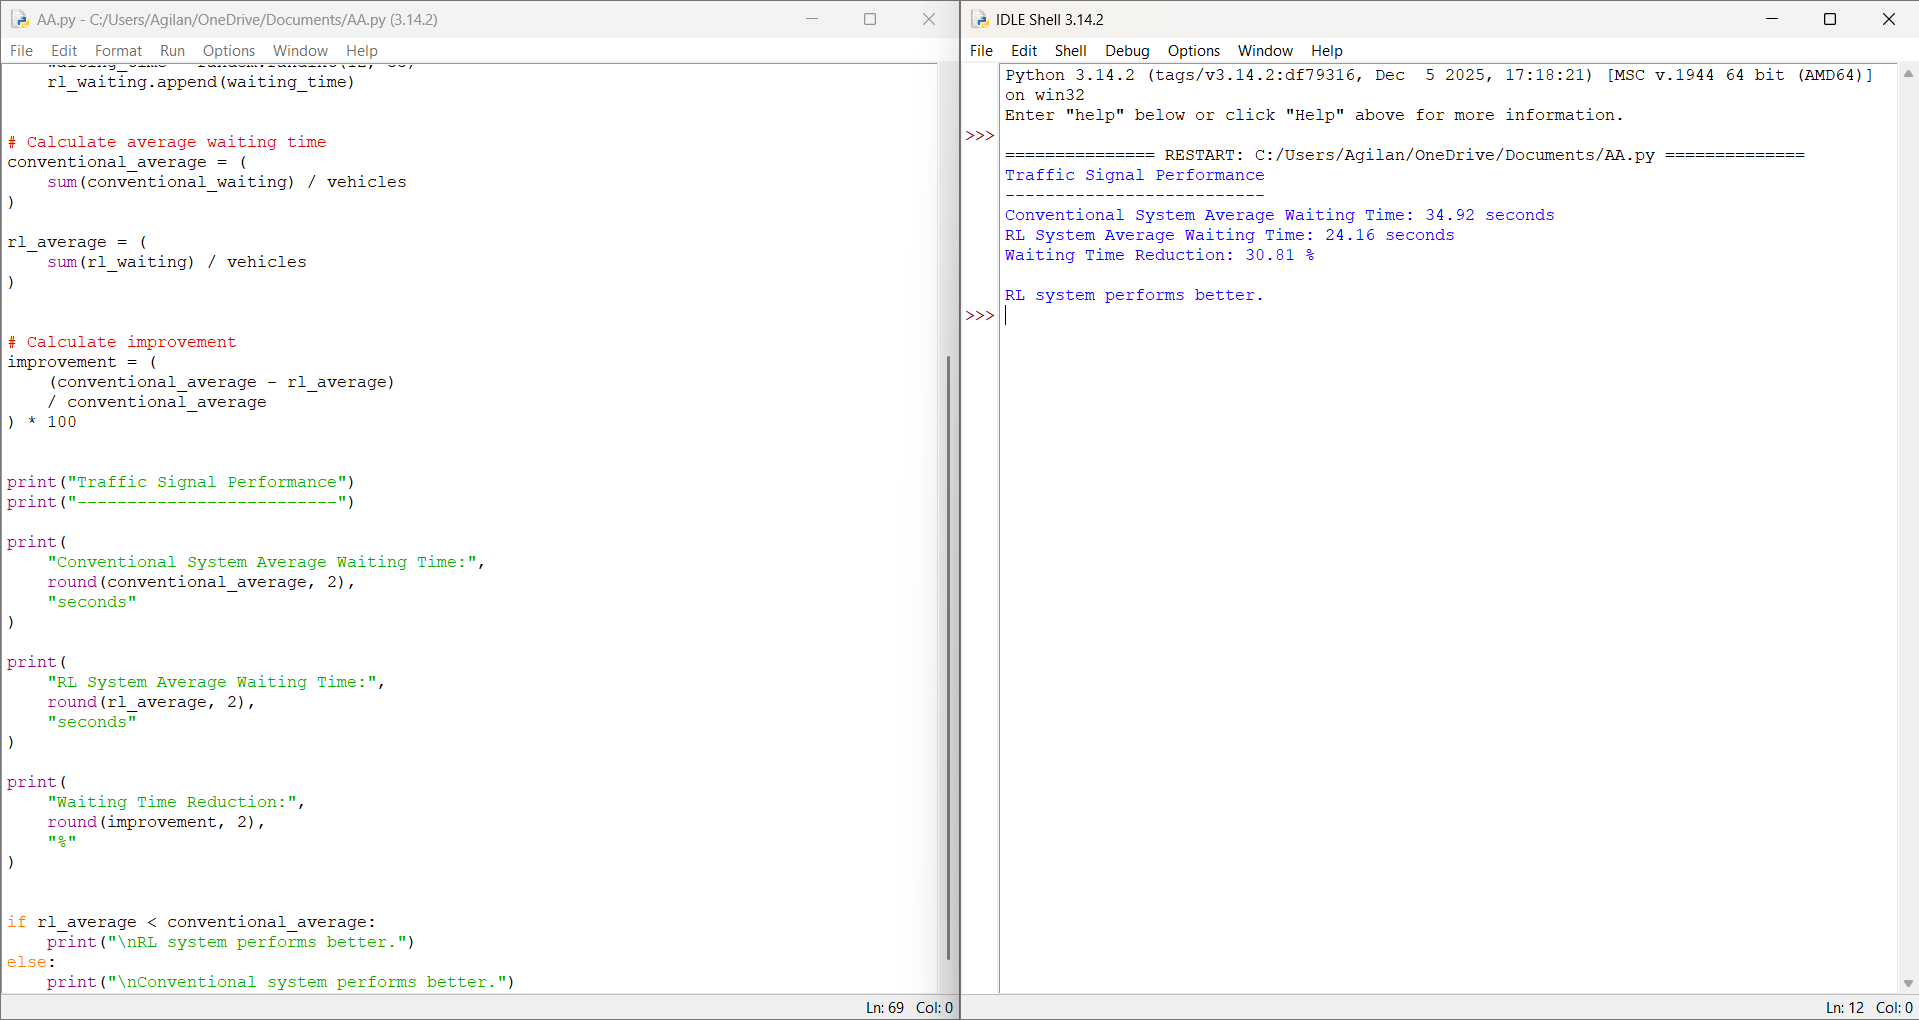 AA.py - C:/Users/Agilan/OneDrive/Documents/AA.py (3.14.2)
File Edit Format Run Options Window Help
    rl_waiting.append(waiting_time)
# Calculate average waiting time
conventional_average = (
    sum(conventional_waiting) / vehicles
)
rl_average = (
    sum(rl_waiting) / vehicles
)
# Calculate improvement
improvement = (
    (conventional_average - rl_average)
    / conventional_average
) * 100
print("Traffic Signal Performance")
print("--------------------------")
print(
    "Conventional System Average Waiting Time:",
    round(conventional_average, 2),
    "seconds"
)
print(
    "RL System Average Waiting Time:",
    round(rl_average, 2),
    "seconds"
)
print(
    "Waiting Time Reduction:",
    round(improvement, 2),
    "%"
)
if rl_average < conventional_average:
    print("\nRL system performs better.")
else:
    print("\nConventional system performs better.")
Ln: 69 Col: 0
IDLE Shell 3.14.2
File Edit Shell Debug Options Window Help
Python 3.14.2 (tags/v3.14.2:df79316, Dec  5 2025, 17:18:21) [MSC v.1944 64 bit (AMD64)]
on win32
Enter "help" below or click "Help" above for more information.
>>>
=============== RESTART: C:/Users/Agilan/OneDrive/Documents/AA.py ==============
Traffic Signal Performance
--------------------------
Conventional System Average Waiting Time: 34.92 seconds
RL System Average Waiting Time: 24.16 seconds
Waiting Time Reduction: 30.81 %
RL system performs better.
>>>
Ln: 12 Col: 0